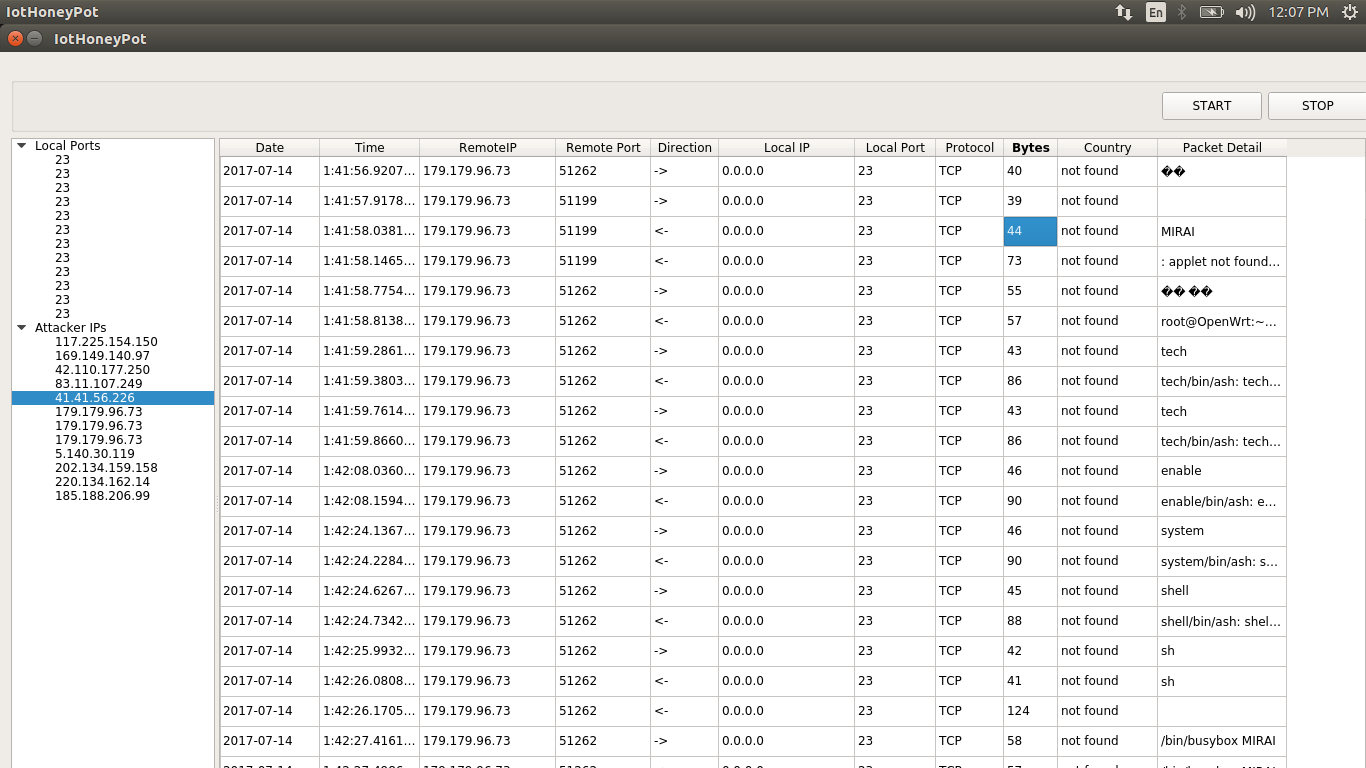 IotHoneyPot
En
12:07 PM
IotHoneyPot
START STOP
Local Ports
23
23
23
23
23
23
23
23
23
23
23
23
Attacker IPs
117.225.154.150
169.149.140.97
42.110.177.250
83.11.107.249
41.41.56.226
179.179.96.73
179.179.96.73
179.179.96.73
5.140.30.119
202.134.159.158
220.134.162.14
185.188.206.99
Date Time RemoteIP Remote Port Direction Local IP Local Port Protocol Bytes Country Packet Detail
2017-07-14 1:41:56.9207... 179.179.96.73 51262 -> 0.0.0.0 23 TCP 40 not found ��
2017-07-14 1:41:57.9178... 179.179.96.73 51199 -> 0.0.0.0 23 TCP 39 not found
2017-07-14 1:41:58.0381... 179.179.96.73 51199 <- 0.0.0.0 23 TCP 44 not found MIRAI
2017-07-14 1:41:58.1465... 179.179.96.73 51199 <- 0.0.0.0 23 TCP 73 not found : applet not found...
2017-07-14 1:41:58.7754... 179.179.96.73 51262 -> 0.0.0.0 23 TCP 55 not found �� ��
2017-07-14 1:41:58.8138... 179.179.96.73 51262 <- 0.0.0.0 23 TCP 57 not found root@OpenWrt:~...
2017-07-14 1:41:59.2861... 179.179.96.73 51262 -> 0.0.0.0 23 TCP 43 not found tech
2017-07-14 1:41:59.3803... 179.179.96.73 51262 <- 0.0.0.0 23 TCP 86 not found tech/bin/ash: tech...
2017-07-14 1:41:59.7614... 179.179.96.73 51262 -> 0.0.0.0 23 TCP 43 not found tech
2017-07-14 1:41:59.8660... 179.179.96.73 51262 <- 0.0.0.0 23 TCP 86 not found tech/bin/ash: tech...
2017-07-14 1:42:08.0360... 179.179.96.73 51262 -> 0.0.0.0 23 TCP 46 not found enable
2017-07-14 1:42:08.1594... 179.179.96.73 51262 <- 0.0.0.0 23 TCP 90 not found enable/bin/ash: e...
2017-07-14 1:42:24.1367... 179.179.96.73 51262 -> 0.0.0.0 23 TCP 46 not found system
2017-07-14 1:42:24.2284... 179.179.96.73 51262 <- 0.0.0.0 23 TCP 90 not found system/bin/ash: s...
2017-07-14 1:42:24.6267... 179.179.96.73 51262 -> 0.0.0.0 23 TCP 45 not found shell
2017-07-14 1:42:24.7342... 179.179.96.73 51262 <- 0.0.0.0 23 TCP 88 not found shell/bin/ash: shel...
2017-07-14 1:42:25.9932... 179.179.96.73 51262 -> 0.0.0.0 23 TCP 42 not found sh
2017-07-14 1:42:26.0808... 179.179.96.73 51262 <- 0.0.0.0 23 TCP 41 not found sh
2017-07-14 1:42:26.1705... 179.179.96.73 51262 <- 0.0.0.0 23 TCP 124 not found
2017-07-14 1:42:27.4161... 179.179.96.73 51262 -> 0.0.0.0 23 TCP 58 not found /bin/busybox MIRAI